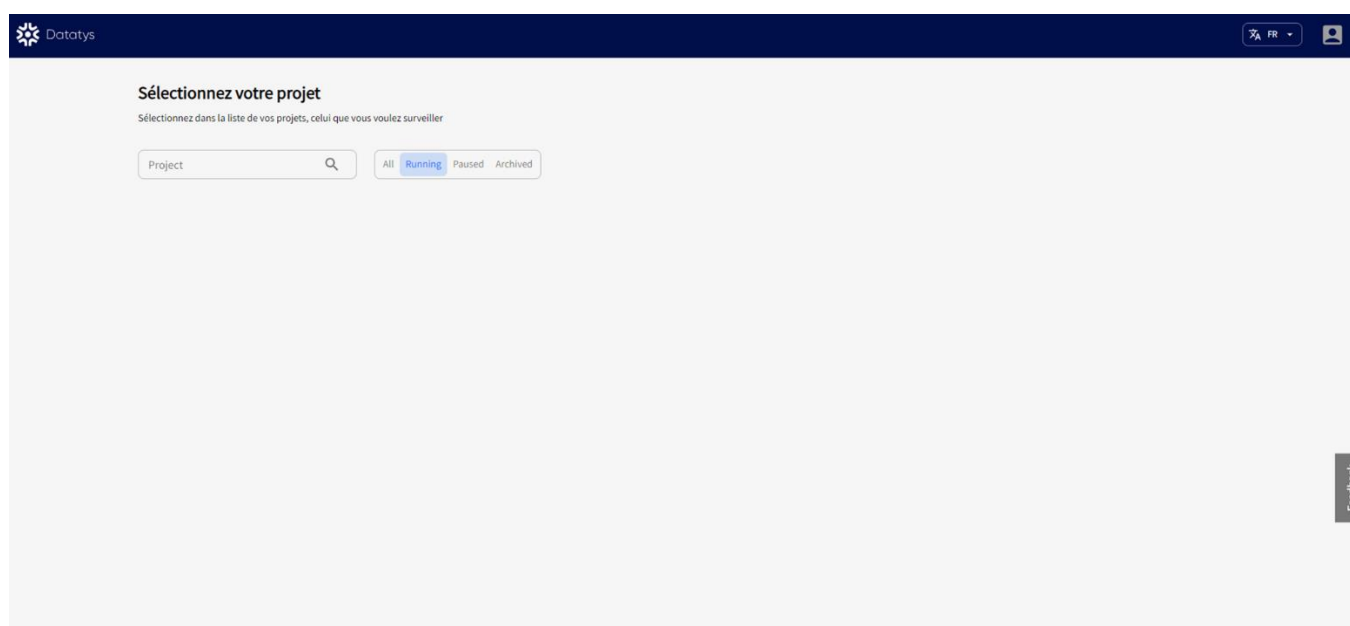 Datatys
FR
Sélectionnez votre projet
Sélectionnez dans la liste de vos projets, celui que vous voulez surveiller
Project
All Running Paused Archived